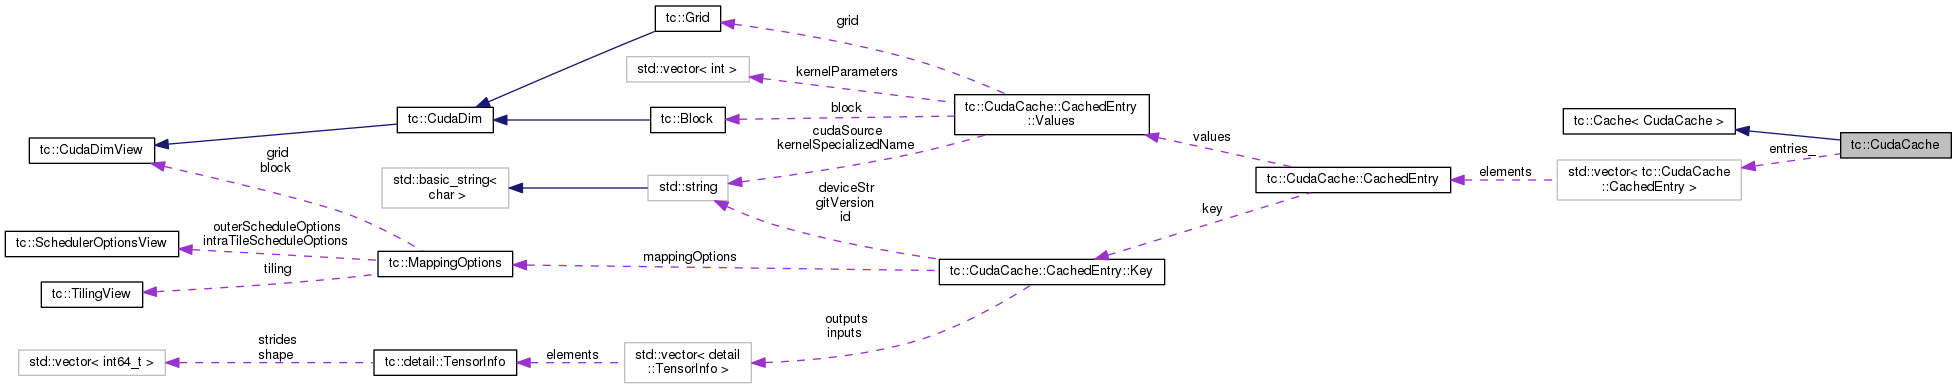 tc::Grid
grid
std::vector< int >
kernelParameters
tc::CudaDim
tc::Block
block
tc::CudaCache::CachedEntry
::Values
tc::Cache< CudaCache >
tc::CudaCache
entries_
tc::CudaDimView
cudaSource
kernelSpecializedName
values
grid
block
std::basic_string<
char >
std::string
tc::CudaCache::CachedEntry
elements
std::vector< tc::CudaCache
::CachedEntry >
deviceStr
gitVersion
id
key
tc::SchedulerOptionsView
outerScheduleOptions
intraTileScheduleOptions
tc::MappingOptions
mappingOptions
tc::CudaCache::CachedEntry::Key
tiling
tc::TilingView
outputs
inputs
strides
shape
std::vector< int64_t >
tc::detail::TensorInfo
elements
std::vector< detail
::TensorInfo >